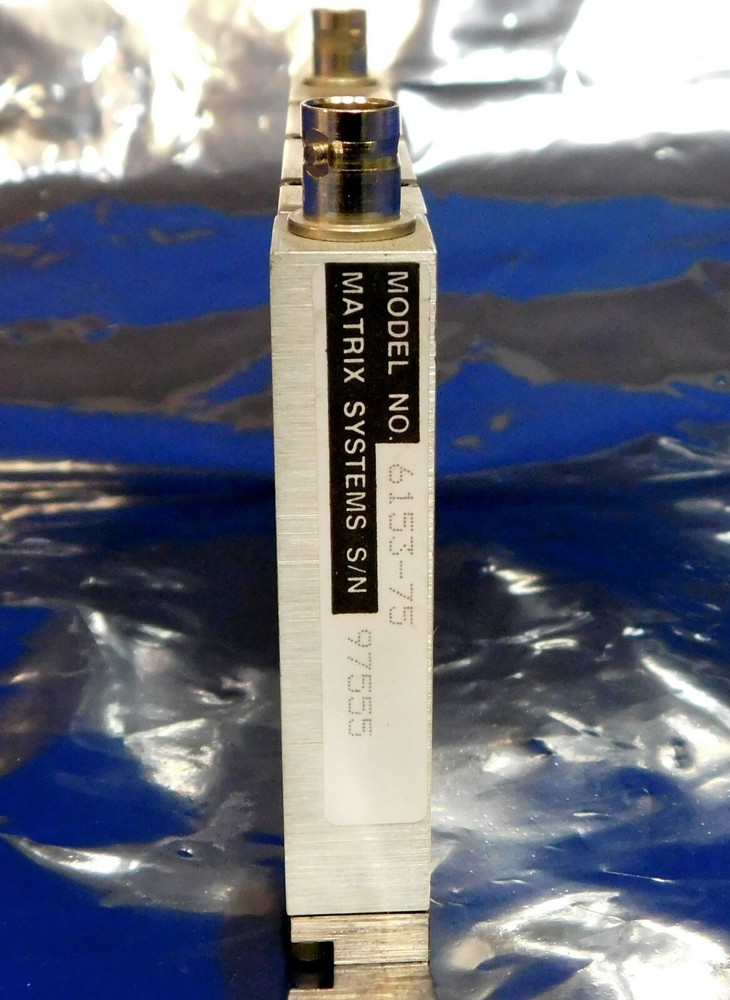 MODEL NO. 6153-75
MATRIX SYSTEMS S/N 97555